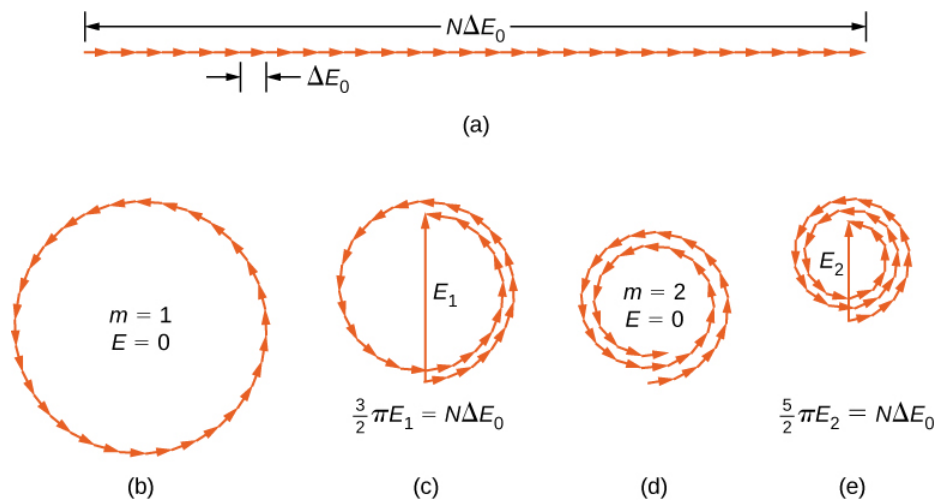 NΔE₀
ΔE₀
(a)
m = 1
E = 0
E₁
m = 2
E = 0
E₂
3/2 πE₁ = NΔE₀
5/2 πE₂ = NΔE₀
(b)
(c)
(d)
(e)